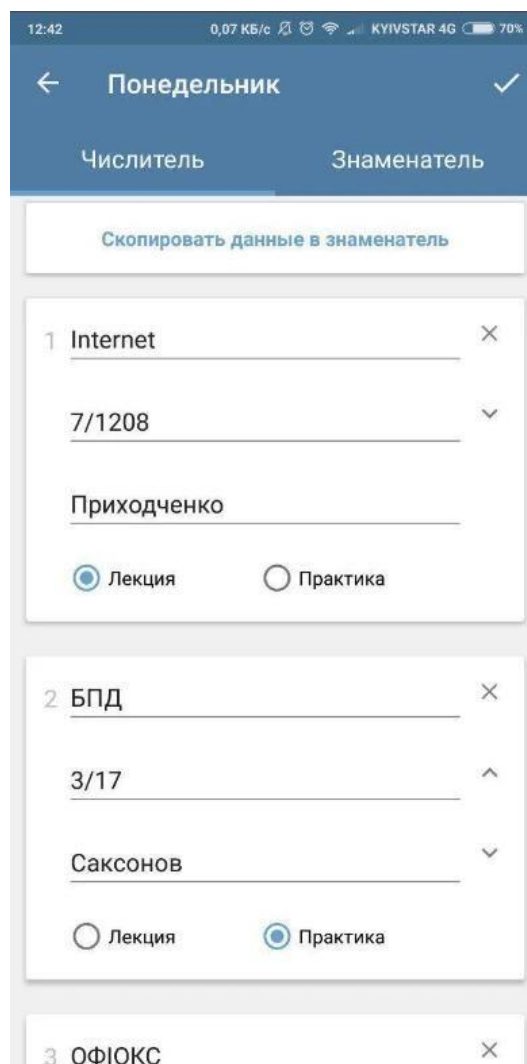 12:42 0,07 КБ/с KYIVSTAR 4G 70%
Понедельник
Числитель Знаменатель
Скопировать данные в знаменатель
1 Internet
7/1208
Приходченко
Лекция Практика
2 БПД
3/17
Саксонов
Лекция Практика
3 ОФІОКС